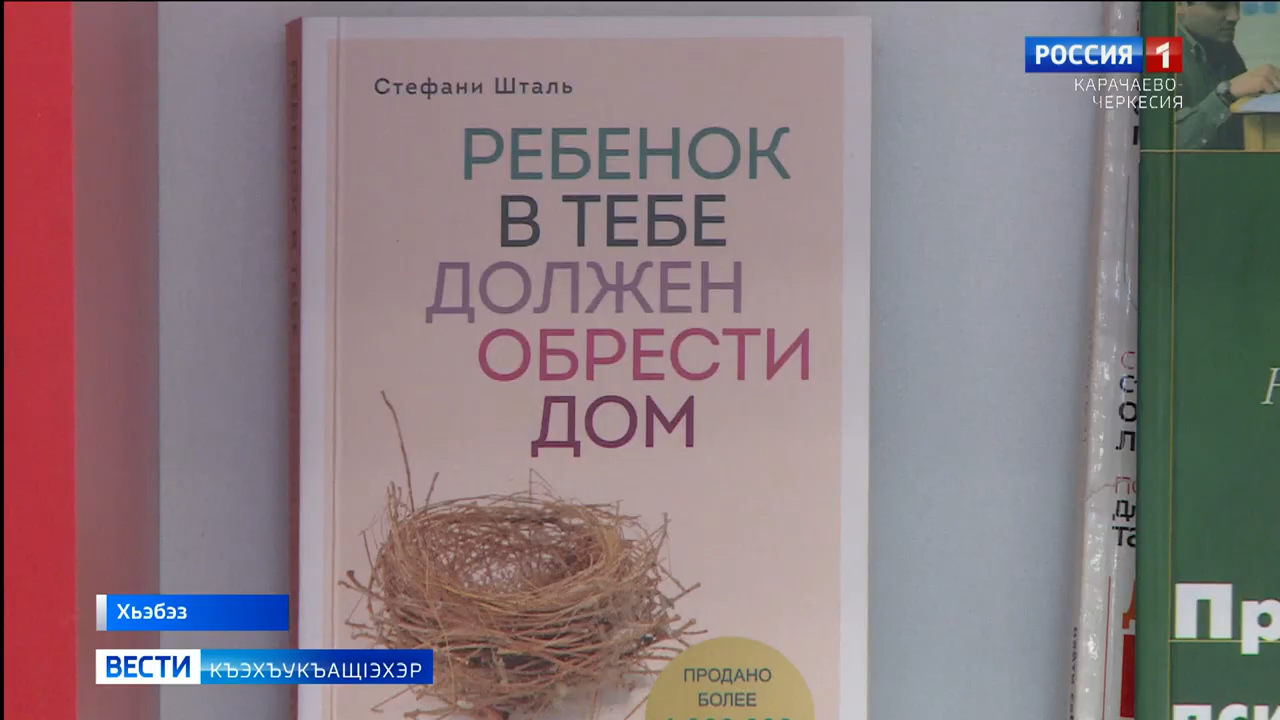 Стефани Шталь
РЕБЕНОК
В ТЕБЕ
ДОЛЖЕН
ОБРЕСТИ
ДОМ
ПРОДАНО
БОЛЕЕ
РОССИЯ 1
КАРАЧАЕВО-
ЧЕРКЕСИЯ
Хьэбэз
ВЕСТИ КЪЭХЪУКЪАЩIЭХЭР